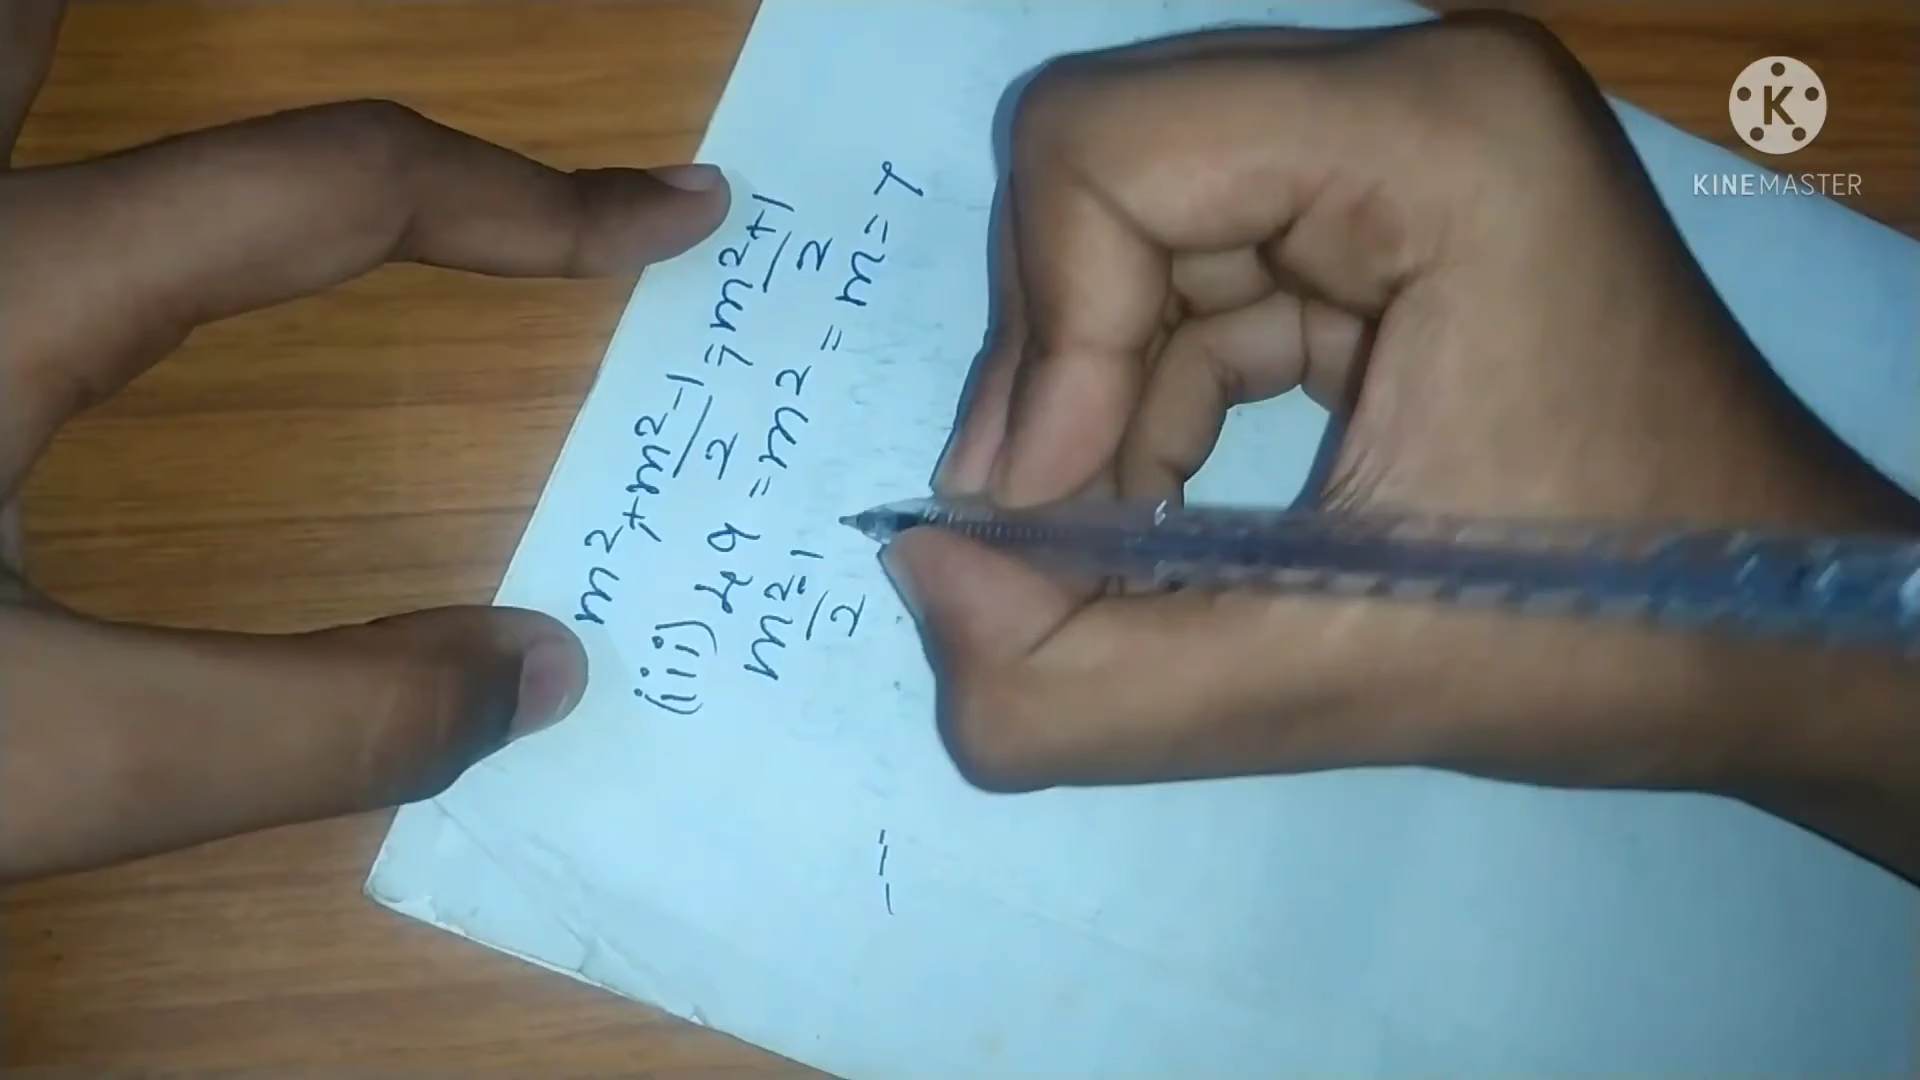 m², + m²-1/2, m²+1/2
(iii) 49 = m² = m = 7
m²-1/2
KINEMASTER